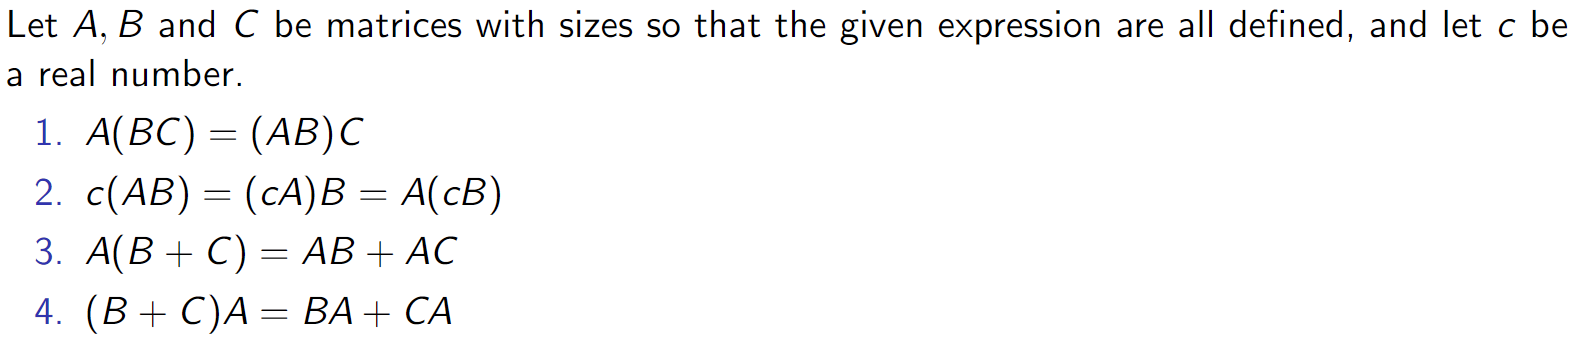 Let A, B and C be matrices with sizes so that the given expression are all defined, and let c be
a real number.
1. A(BC) = (AB)C
2. c(AB) = (cA)B = A(cB)
3. A(B + C) = AB + AC
4. (B + C)A = BA + CA